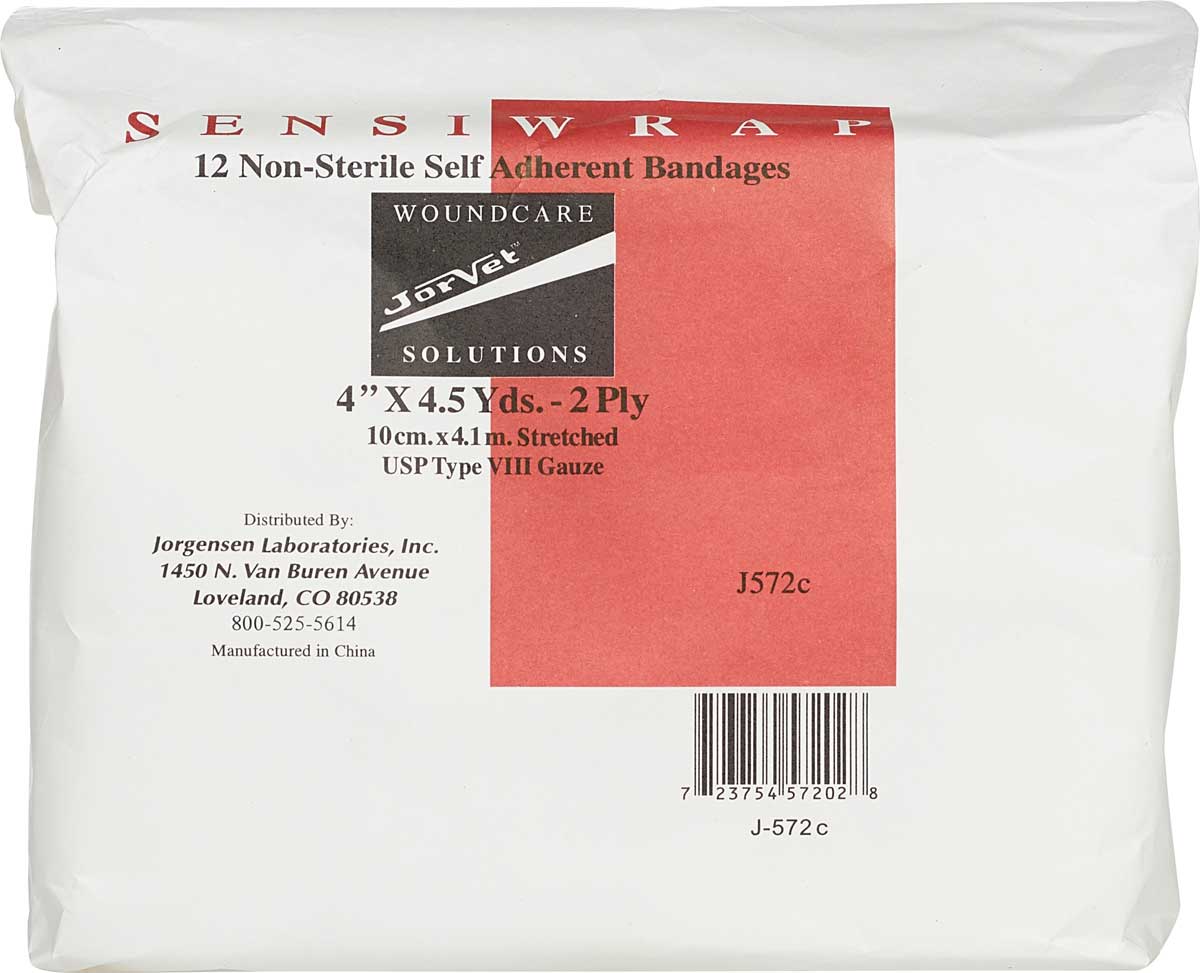 SENSIWRAP
12 Non-Sterile Self Adherent Bandages
WOUNDCARE
JorVet™
SOLUTIONS
4” X 4.5 Yds. - 2 Ply
10 cm. x 4.1 m. Stretched
USP Type VIII Gauze
Distributed By:
Jorgensen Laboratories, Inc.
1450 N. Van Buren Avenue
Loveland, CO 80538
800-525-5614
Manufactured in China
J572c
7 23754 57202 8
J-572c